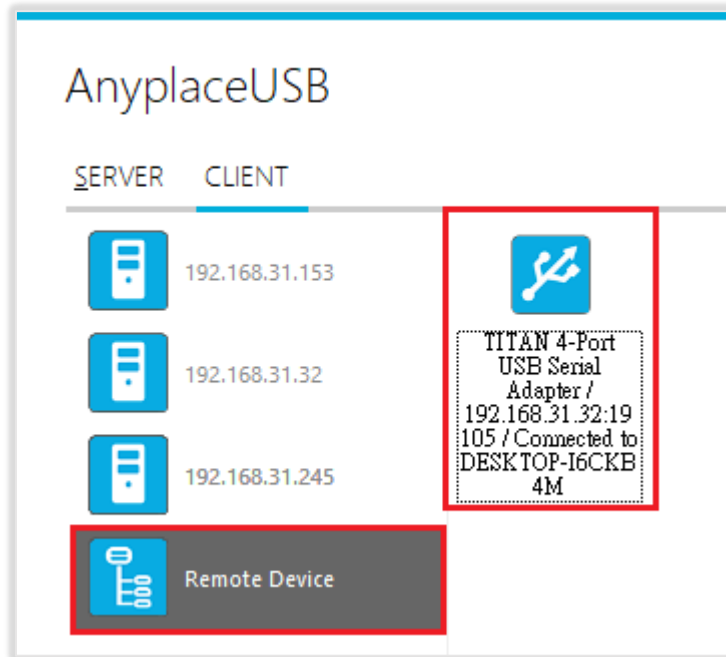 AnyplaceUSB
SERVER CLIENT
192.168.31.153
192.168.31.32
192.168.31.245
Remote Device
TITAN 4-Port
USB Serial
Adapter /
192.168.31.32:19
105 / Connected to
DESKTOP-I6CKB
4M